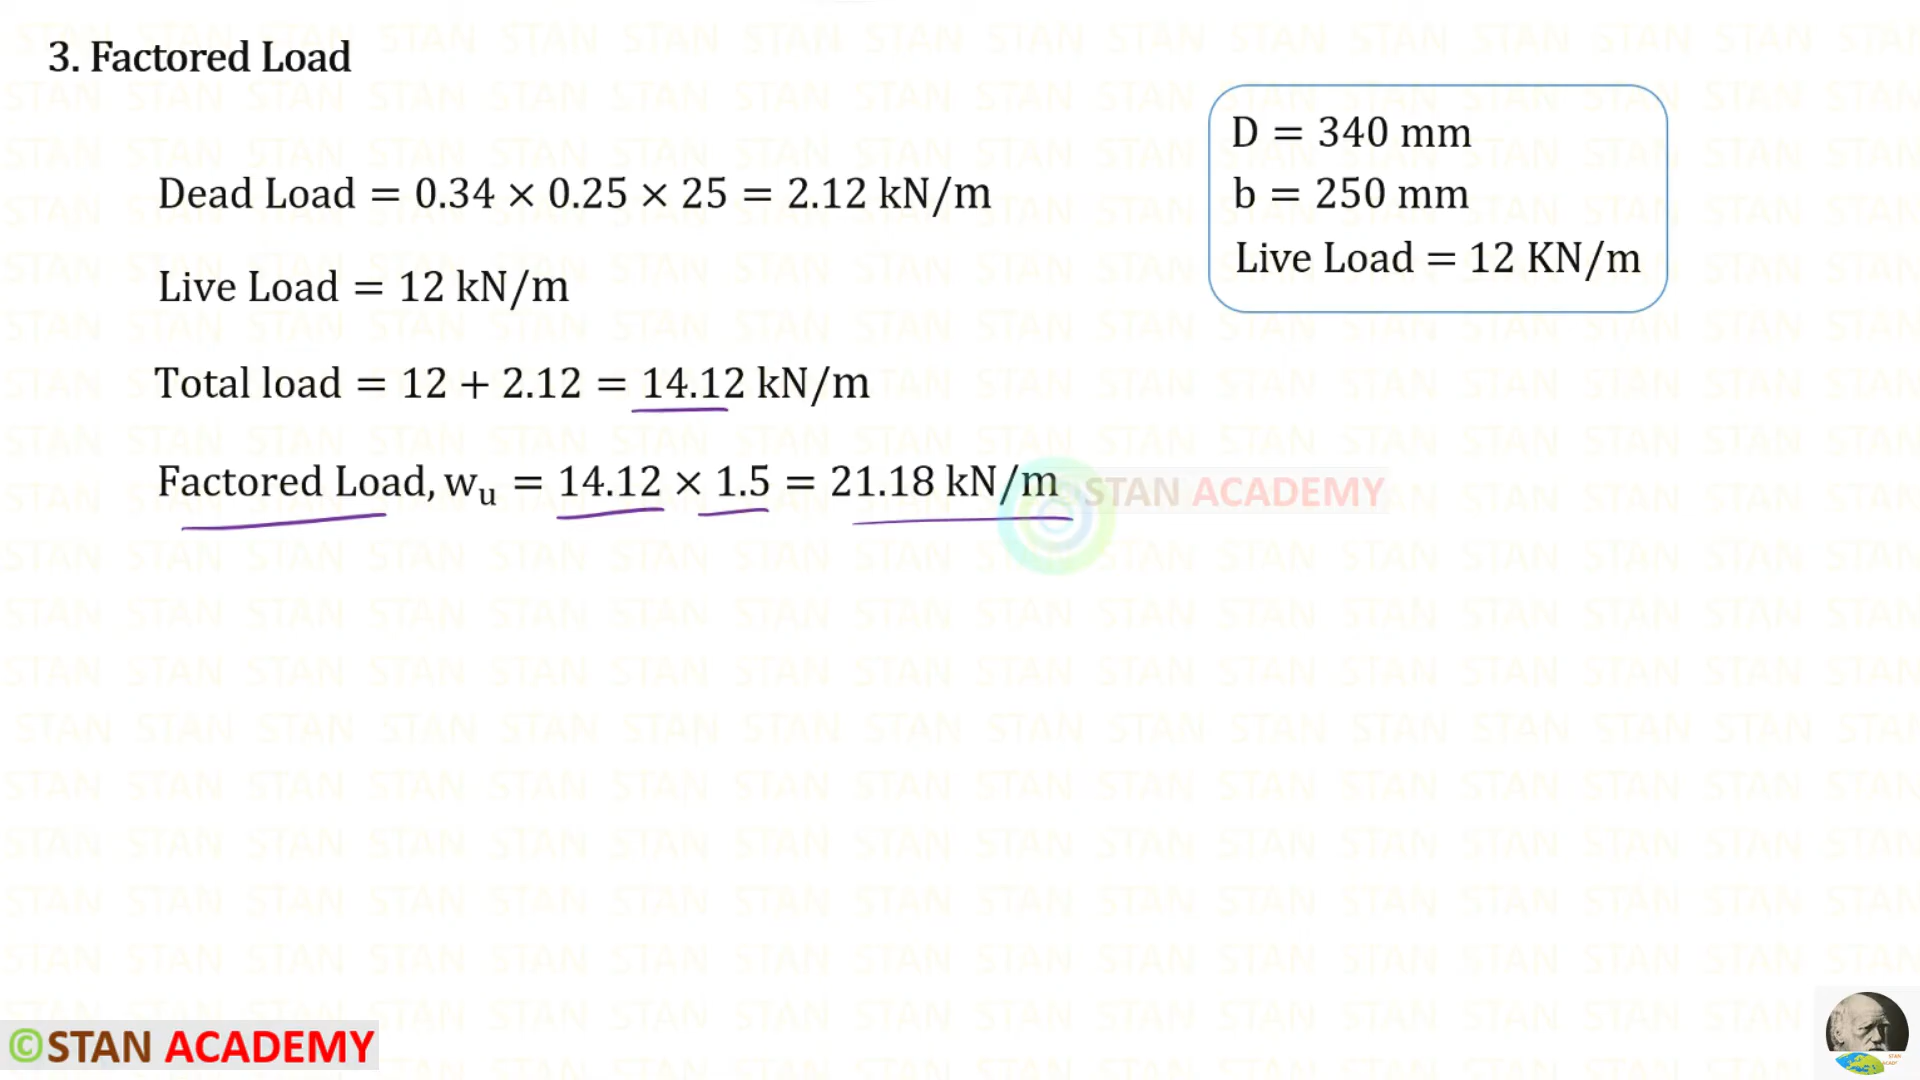 3. Factored Load
D = 340 mm
b = 250 mm
Live Load = 12 KN/m
Dead Load = 0.34 × 0.25 × 25 = 2.12 kN/m
Live Load = 12 kN/m
Total load = 12 + 2.12 = 14.12 kN/m
Factored Load, wᵤ = 14.12 × 1.5 = 21.18 kN/m
STAN ACADEMY
©STAN ACADEMY